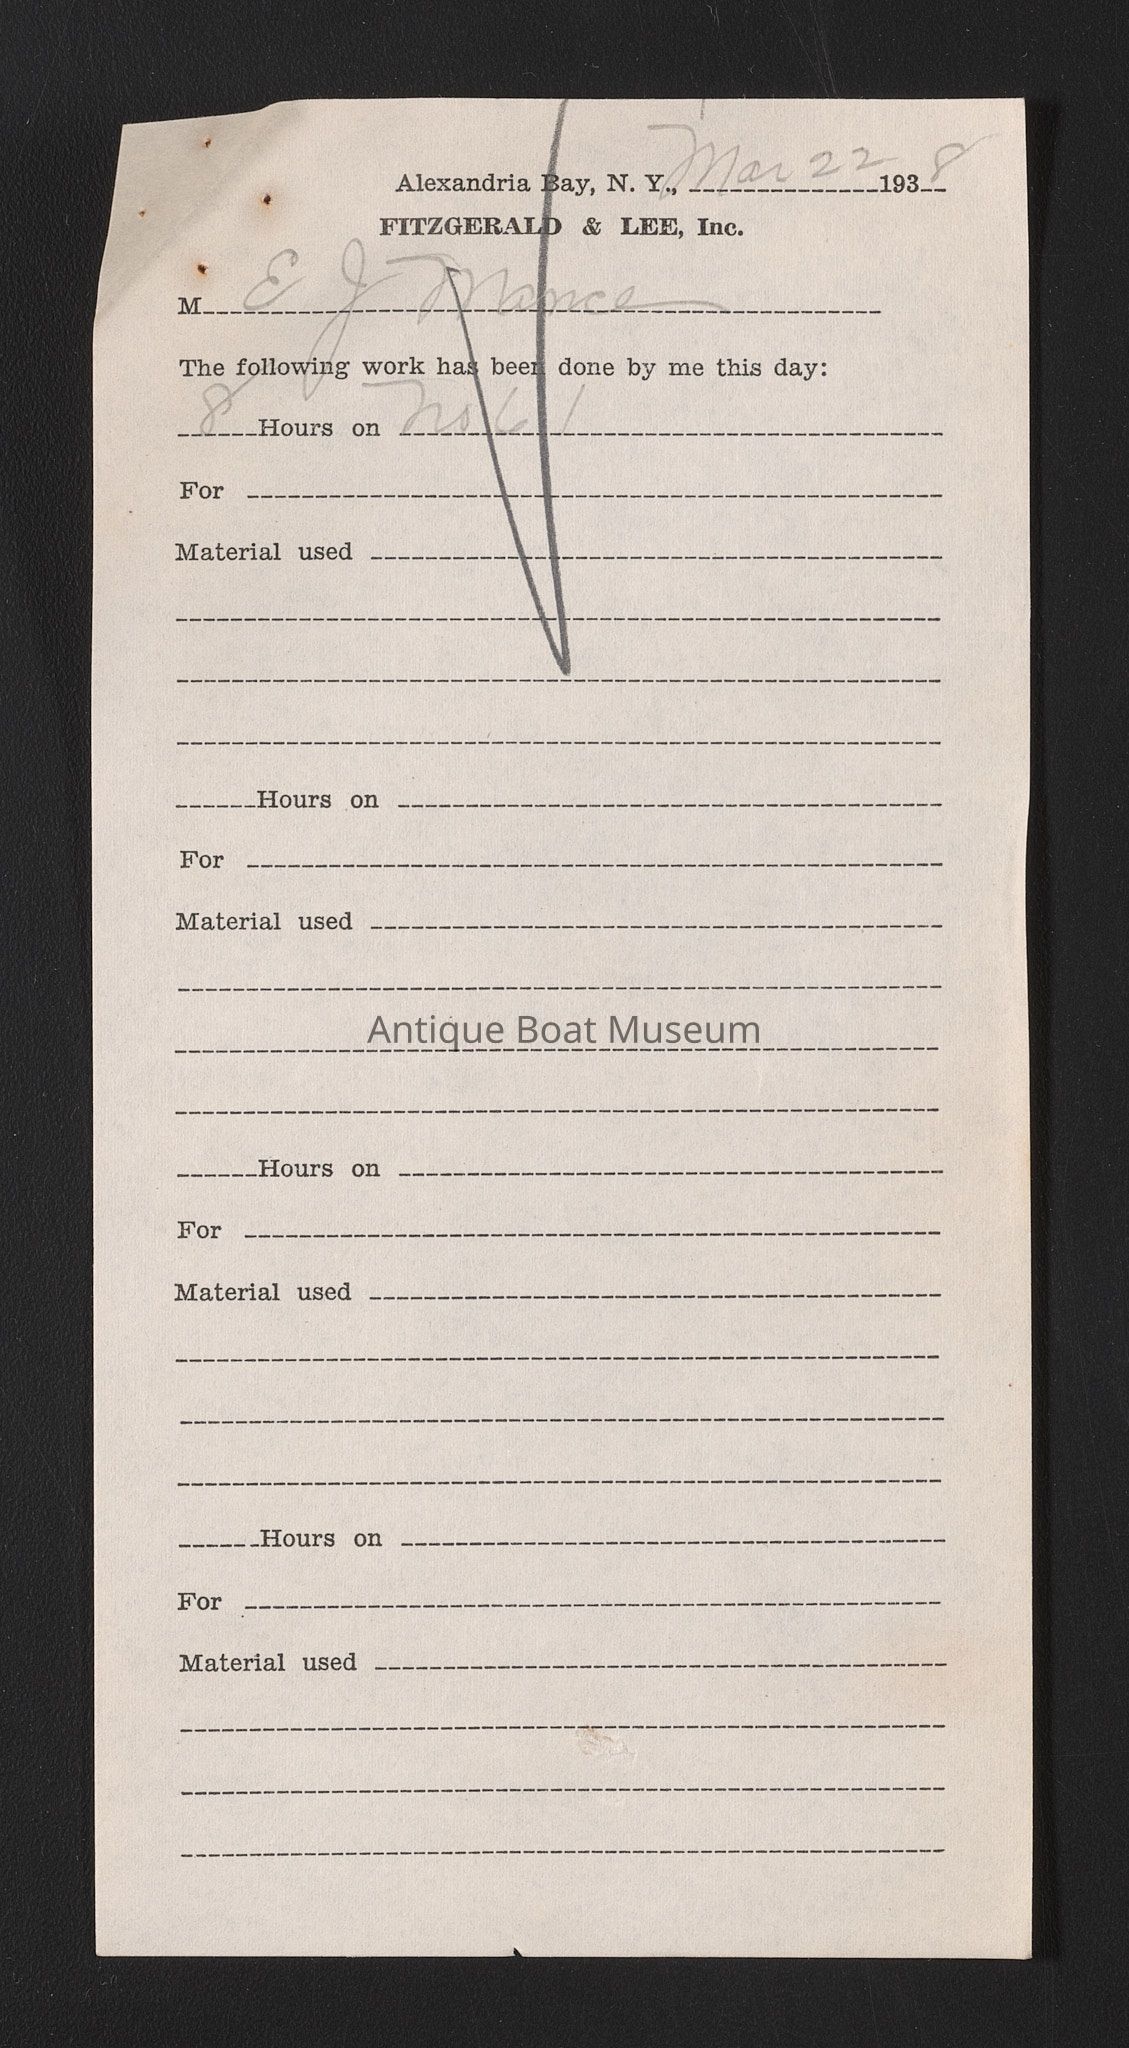 Alexandria Bay, N. Y., Mar 22 1938
FITZGERALD & LEE, Inc.
M E J Mance
The following work has been done by me this day:
8 Hours on No 61
For
Material used
Hours on
For
Material used
Antique Boat Museum
Hours on
For
Material used
Hours on
For
Material used